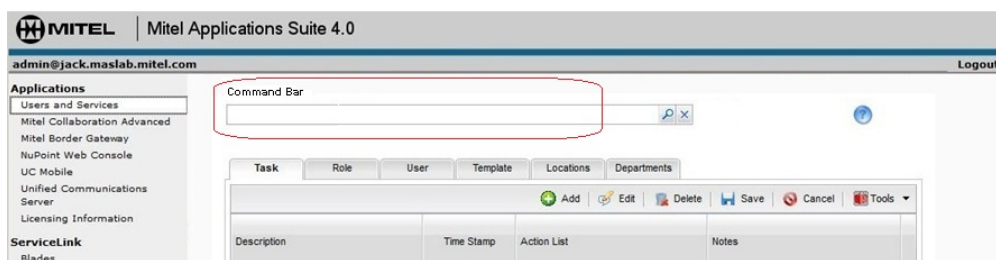 MITEL | Mitel Applications Suite 4.0
admin@jack.maslab.mitel.com Logout
Applications
Users and Services
Mitel Collaboration Advanced
Mitel Border Gateway
NuPoint Web Console
UC Mobile
Unified Communications
Server
Licensing Information
ServiceLink
Blades
Command Bar
Task Role User Template Locations Departments
Add | Edit | Delete | Save | Cancel | Tools
Description Time Stamp Action List Notes